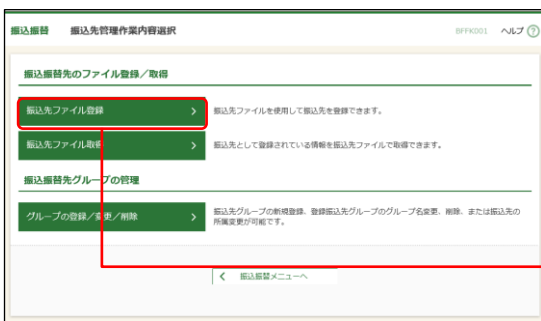 振込振替 振込先管理作業内容選択 BFFK001 ヘルプ ?
振込振替先のファイル登録／取得
振込先ファイル登録 振込先ファイルを使用して振込先を登録できます。
振込先ファイル取得 振込先として登録されている情報を振込先ファイルで取得できます。
振込振替先グループの管理
グループの登録／変更／削除 振込先グループの新規登録、登録振込先グループのグループ名変更、削除、または振込先の
所属変更が可能です。
振込振替メニューへ